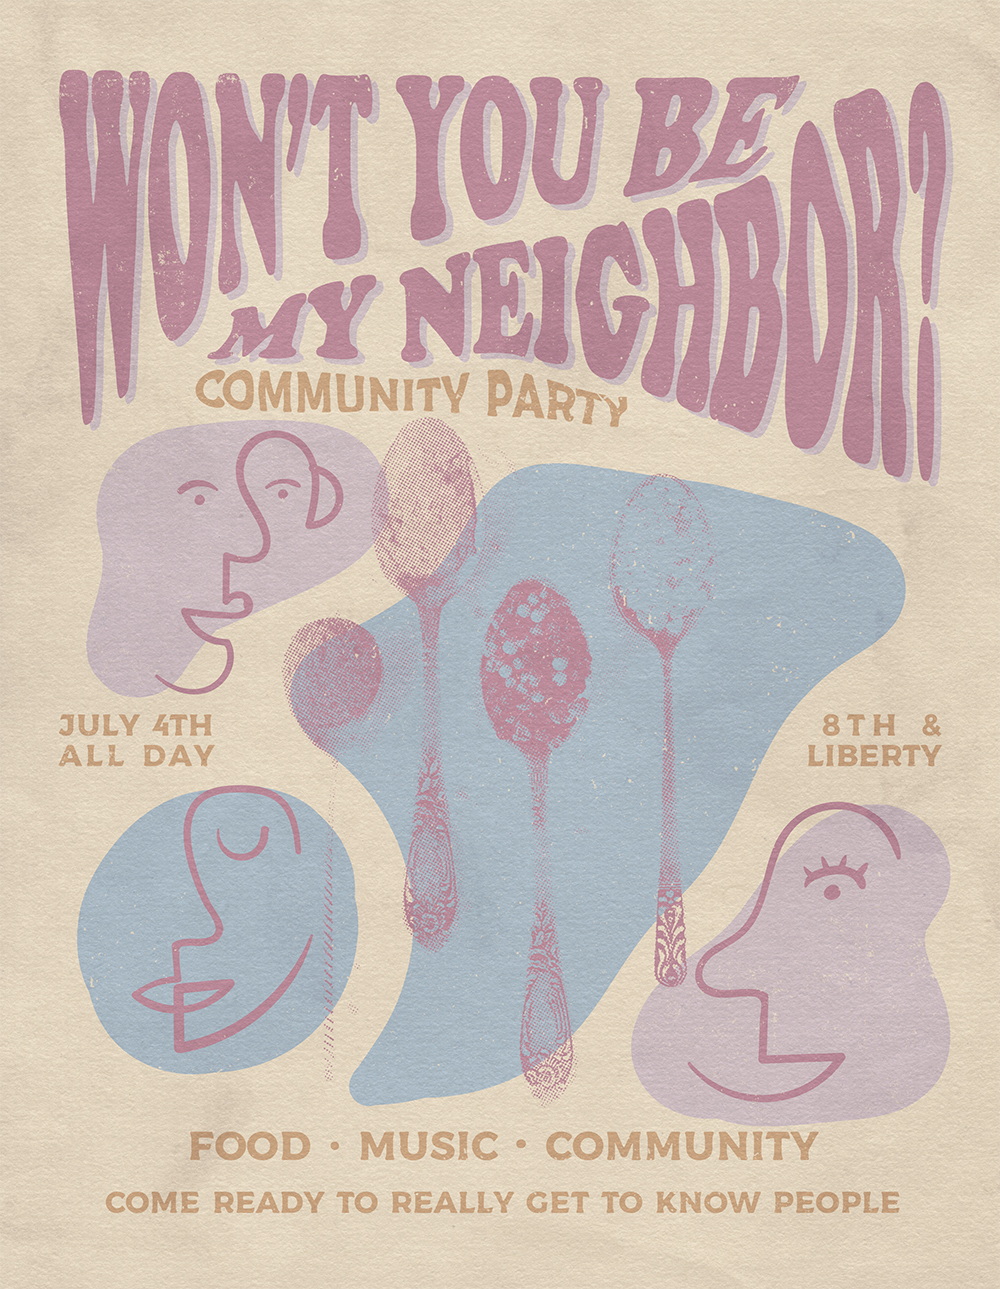 WON'T YOU BE
MY NEIGHBOR?
COMMUNITY PARTY
JULY 4TH
ALL DAY
8TH &
LIBERTY
FOOD • MUSIC • COMMUNITY
COME READY TO REALLY GET TO KNOW PEOPLE